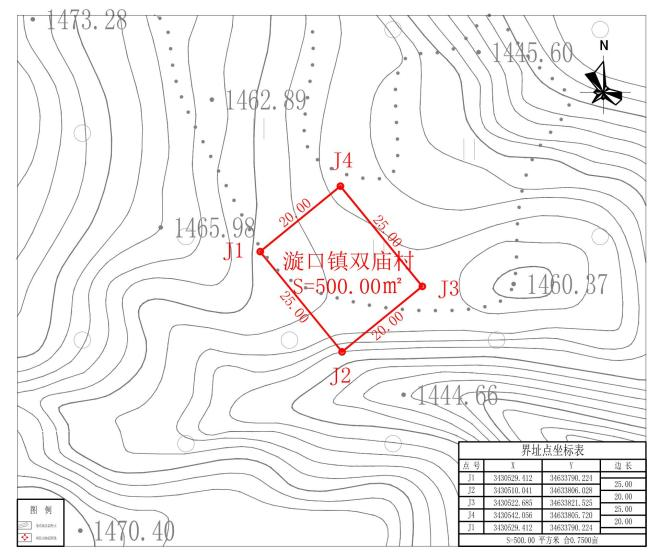 1473.28
1445.60
N
1462.89
J4
20.00
25.00
1465.98
J1
漩口镇双庙村
S=500.00㎡
J3
1460.37
25.00
20.00
J2
1444.66
界址点坐标表
点 号 X Y 边 长
J1 3430529.412 34633790.224
25.00
J2 3430510.041 34633806.028
20.00
J3 3430522.685 34633821.525
25.00
J4 3430542.056 34633805.720
20.00
J1 3430529.412 34633790.224
S=500.00 平方米 合0.7500亩
图 例
1470.40